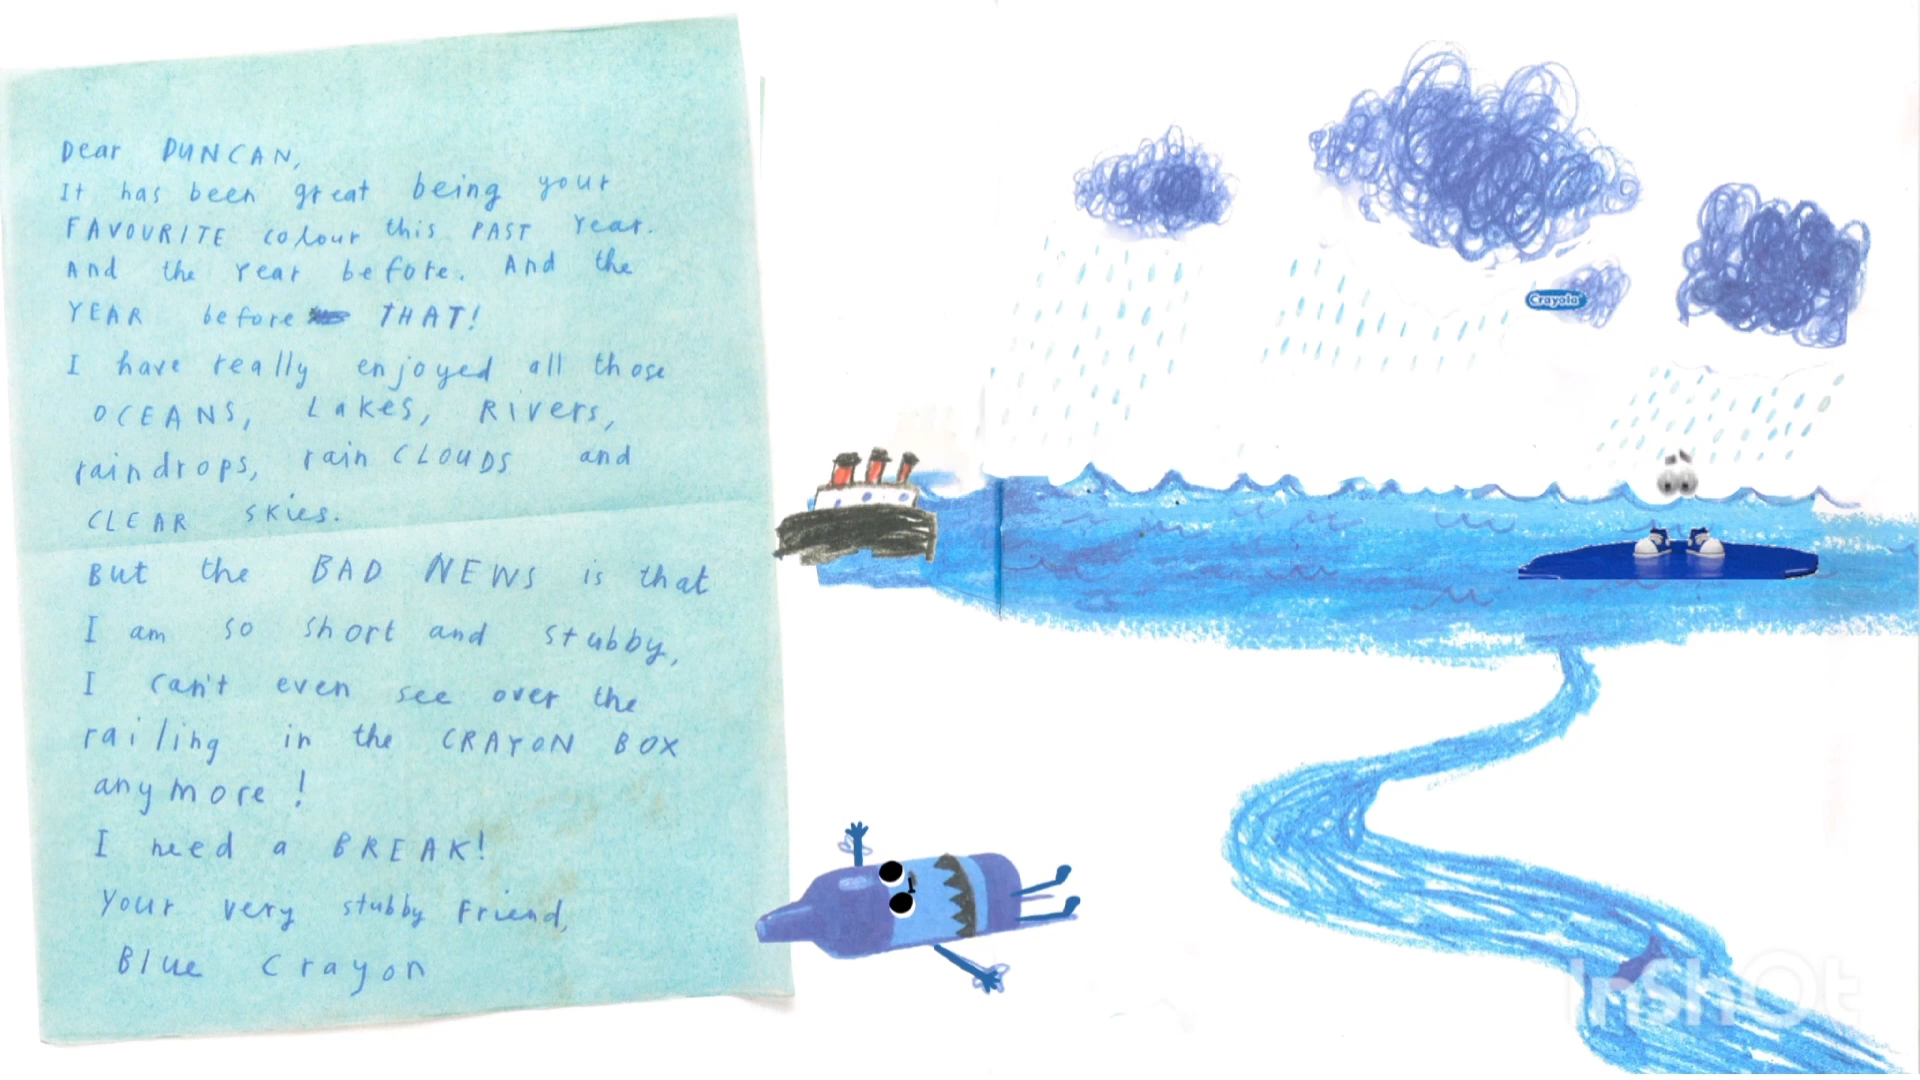 Dear DUNCAN,
It has been great being your
FAVOURITE colour this PAST Year.
And the Year before. And the
YEAR before THAT!
I have really enjoyed all those
OCEANS, Lakes, Rivers,
raindrops, rain CLOUDS and
CLEAR skies.
But the BAD NEWS is that
I am so short and stubby,
I can't even see over the
railing in the CRAYON BOX
anymore!
I need a BREAK!
Your very stubby Friend,
Blue Crayon
Crayola
InShOt